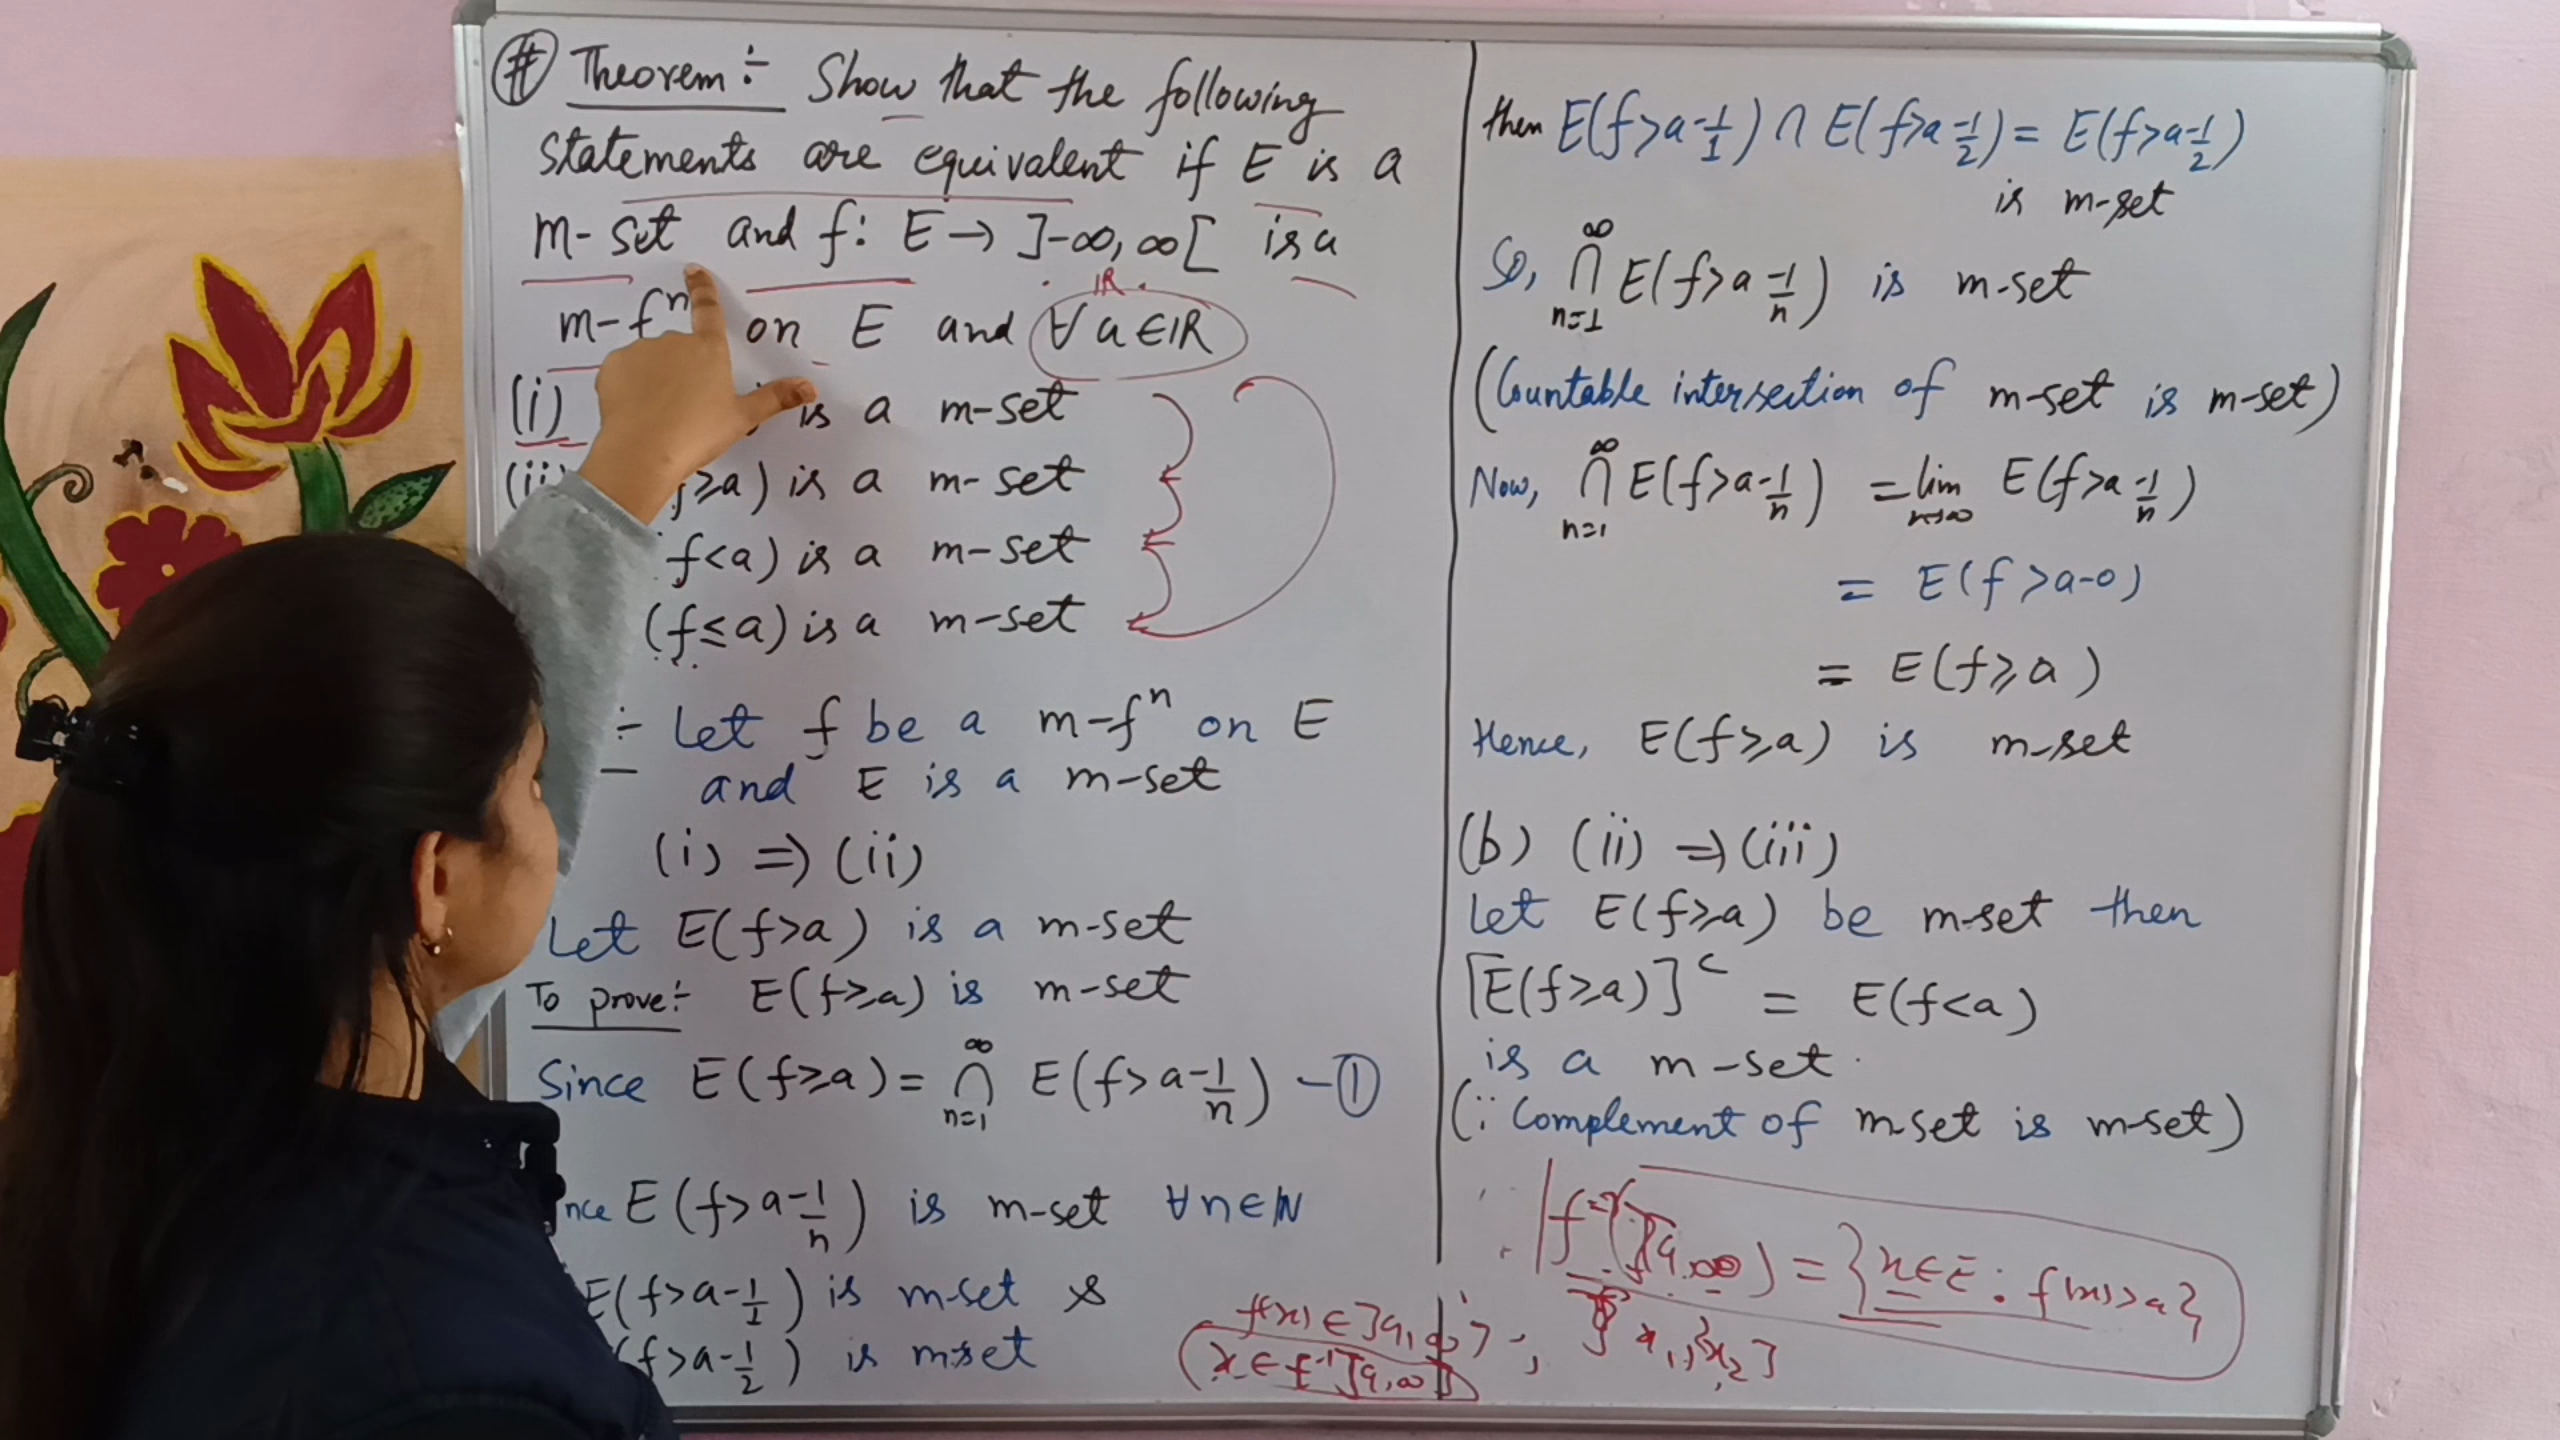 # Theorem ÷ Show that the following
statements are equivalent if E is a
m-set and f: E → ]-∞, ∞[ is a
IR
m-fⁿ on E and ∀ a ∈ IR
(i) is a m-set
(ii) f ≥ a) is a m-set
f < a) is a m-set
(f ≤ a) is a m-set
÷ Let f be a m-fⁿ on E
and E is a m-set
(i) ⇒ (ii)
Let E(f > a) is a m-set
To prove ÷ E(f ≥ a) is m-set
Since E(f ≥ a) = ∩_{n=1}^{∞} E(f > a - 1/n) — ①
E(f > a - 1/n) is m-set ∀ n ∈ N
E(f > a - 1/1) is m-set &
(f > a - 1/2) is m-set
then E(f > a - 1/1) ∩ E(f > a - 1/2) = E(f > a - 1/2)
is m-set
So, ∩_{n=1}^{∞} E(f > a - 1/n) is m-set
(Countable intersection of m-set is m-set)
Now, ∩_{n=1}^{∞} E(f > a - 1/n) = lim_{n→∞} E(f > a - 1/n)
= E(f > a - 0)
= E(f ≥ a)
Hence, E(f ≥ a) is m-set
(b) (ii) ⇒ (iii)
Let E(f ≥ a) be m-set then
[E(f ≥ a)]ᶜ = E(f < a)
is a m-set
(∵ Complement of m-set is m-set)
= {x ∈ E : f(x) > a}
f(x) ∈ ]a, ∞
x ∈ f⁻¹]a, ∞[